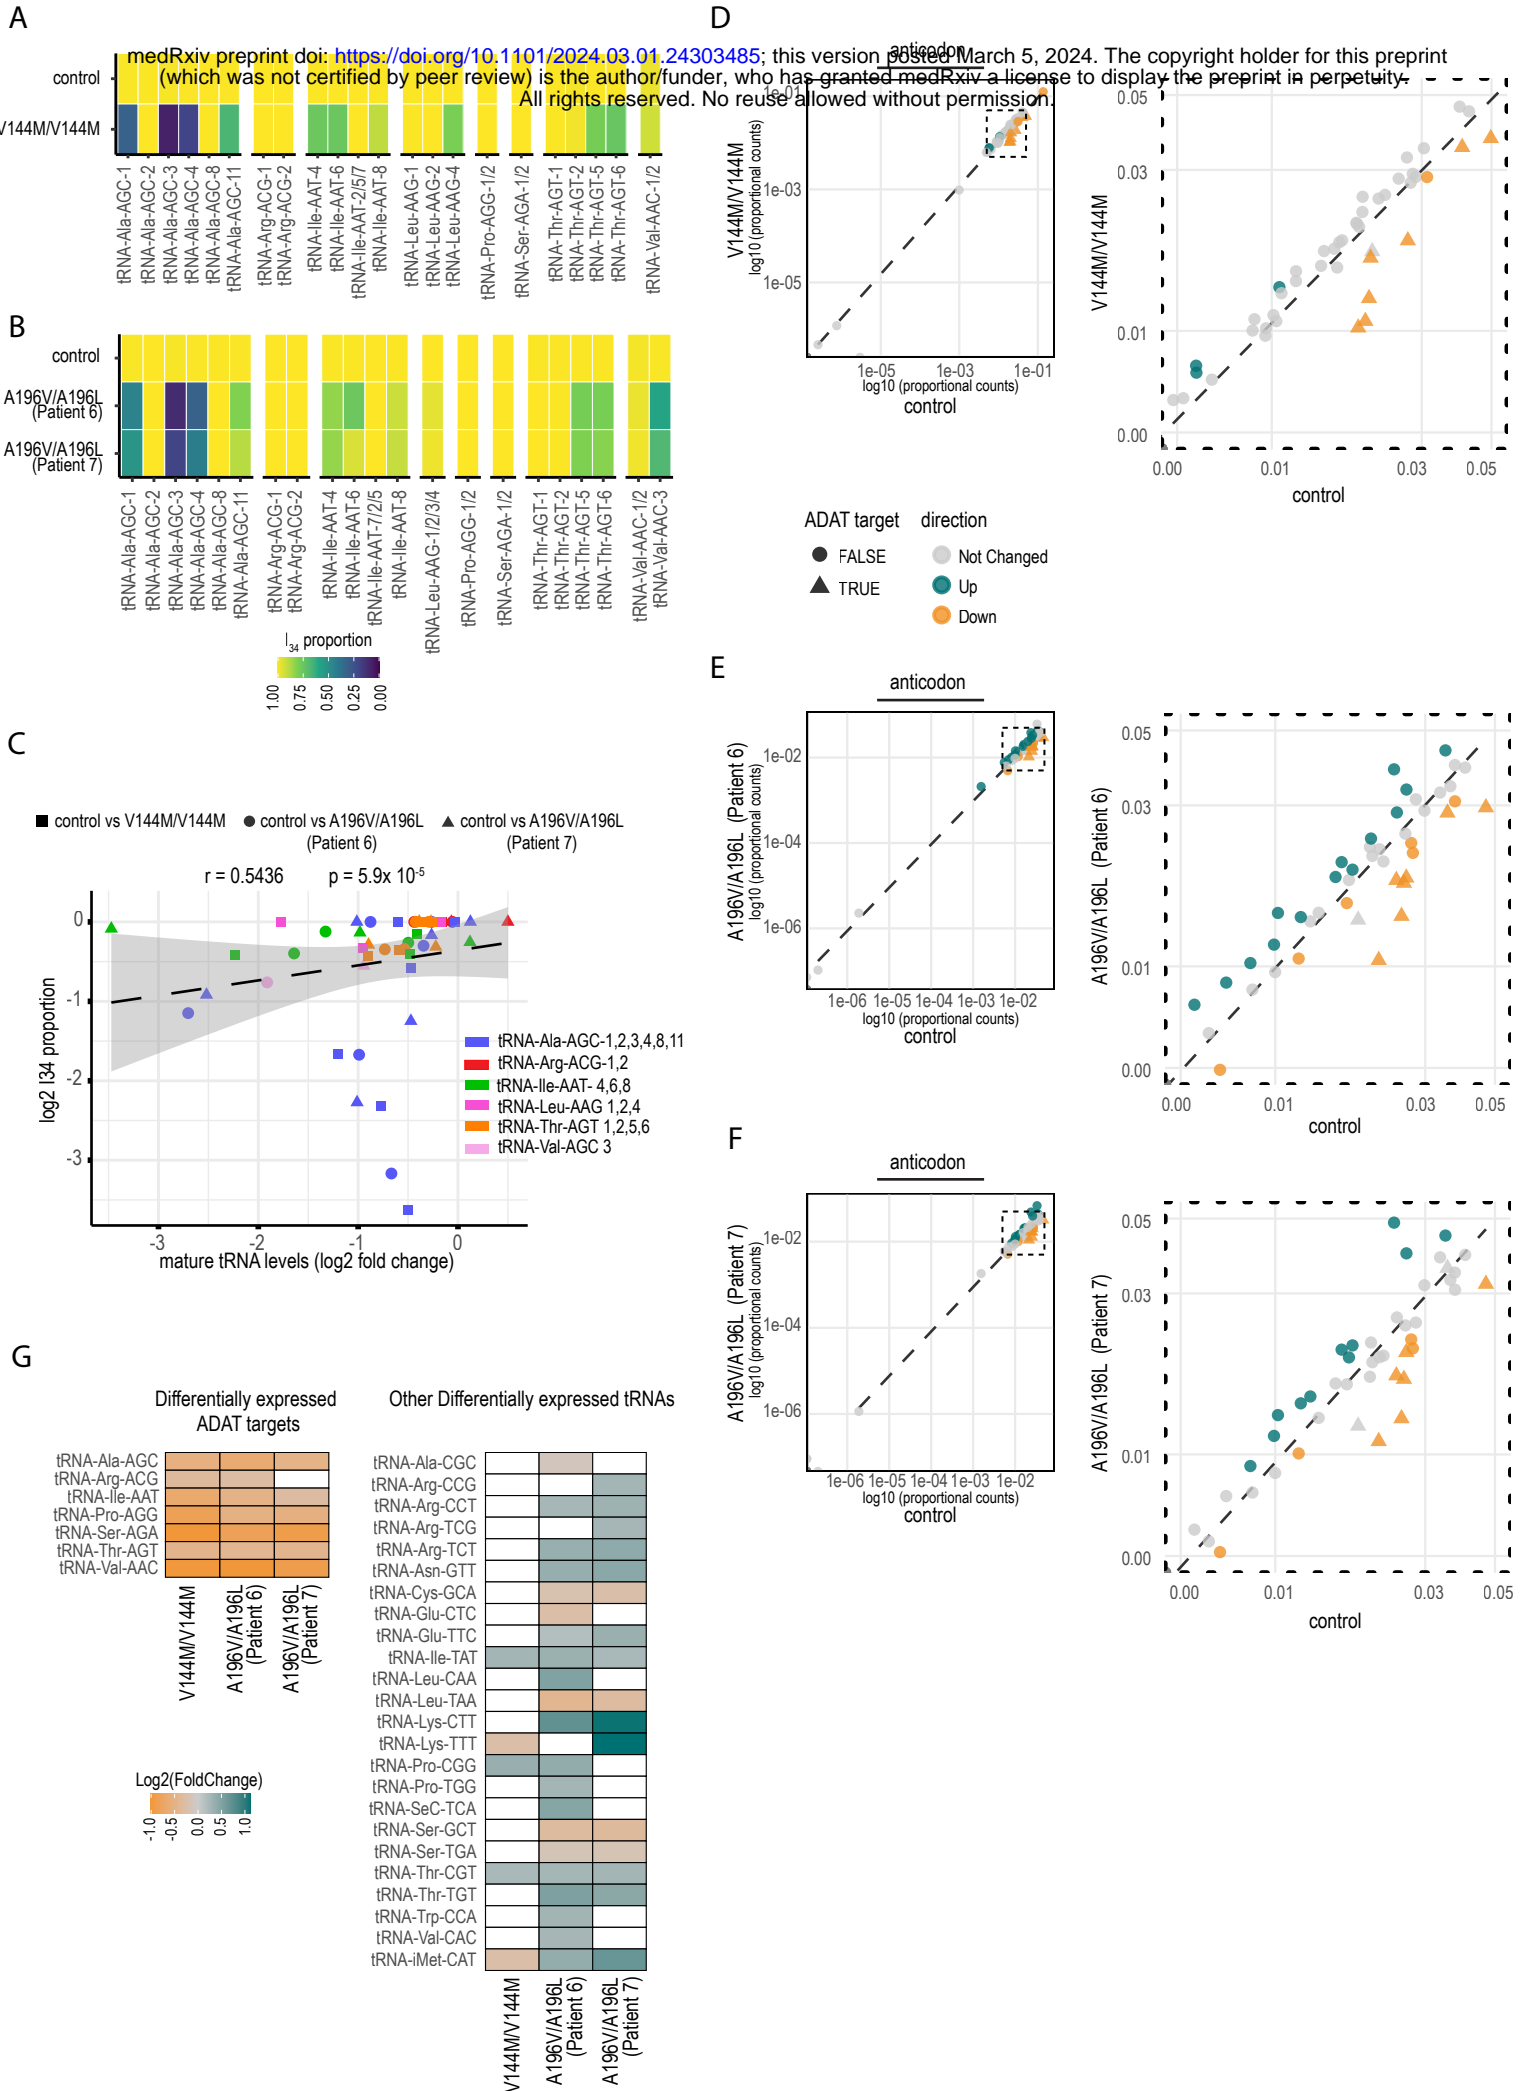 A
D
medRxiv preprint doi: https://doi.org/10.1101/2024.03.01.24303485; this version posted March 5, 2024. The copyright holder for this preprint
(which was not certified by peer review) is the author/funder, who has granted medRxiv a license to display the preprint in perpetuity.
All rights reserved. No reuse allowed without permission.
control
V144M/V144M
tRNA-Ala-AGC-1
tRNA-Ala-AGC-2
tRNA-Ala-AGC-3
tRNA-Ala-AGC-4
tRNA-Ala-AGC-8
tRNA-Ala-AGC-11
tRNA-Arg-ACG-1
tRNA-Arg-ACG-2
tRNA-Ile-AAT-4
tRNA-Ile-AAT-6
tRNA-Ile-AAT-2/5/7
tRNA-Ile-AAT-8
tRNA-Leu-AAG-1
tRNA-Leu-AAG-2
tRNA-Leu-AAG-4
tRNA-Pro-AGG-1/2
tRNA-Ser-AGA-1/2
tRNA-Thr-AGT-1
tRNA-Thr-AGT-2
tRNA-Thr-AGT-5
tRNA-Thr-AGT-6
tRNA-Val-AAC-1/2
B
control
A196V/A196L
(Patient 6)
A196V/A196L
(Patient 7)
tRNA-Ala-AGC-1
tRNA-Ala-AGC-2
tRNA-Ala-AGC-3
tRNA-Ala-AGC-4
tRNA-Ala-AGC-8
tRNA-Ala-AGC-11
tRNA-Arg-ACG-1
tRNA-Arg-ACG-2
tRNA-Ile-AAT-4
tRNA-Ile-AAT-6
tRNA-Ile-AAT-7/2/5
tRNA-Ile-AAT-8
tRNA-Leu-AAG-1/2/3/4
tRNA-Pro-AGG-1/2
tRNA-Ser-AGA-1/2
tRNA-Thr-AGT-1
tRNA-Thr-AGT-2
tRNA-Thr-AGT-5
tRNA-Thr-AGT-6
tRNA-Val-AAC-1/2
tRNA-Val-AAC-3
I34 proportion
1.00
0.75
0.50
0.25
0.00
C
control vs V144M/V144M
control vs A196V/A196L
(Patient 6)
control vs A196V/A196L
(Patient 7)
r = 0.5436
p = 5.9x 10-5
log2 I34 proportion
0
-1
-2
-3
tRNA-Ala-AGC-1,2,3,4,8,11
tRNA-Arg-ACG-1,2
tRNA-Ile-AAT- 4,6,8
tRNA-Leu-AAG 1,2,4
tRNA-Thr-AGT 1,2,5,6
tRNA-Val-AGC 3
-3
-2
-1
0
mature tRNA levels (log2 fold change)
anticodon
V144M/V144M
log10 (proportional counts)
1e-01
1e-03
1e-05
1e-05
1e-03
1e-01
log10 (proportional counts)
control
V144M/V144M
0.05
0.03
0.01
0.00
0.00
0.01
0.03
0.05
control
ADAT target
FALSE
TRUE
direction
Not Changed
Up
Down
E
anticodon
A196V/A196L (Patient 6)
log10 (proportional counts)
1e-02
1e-04
1e-06
1e-06
1e-05
1e-04
1e-03
1e-02
log10 (proportional counts)
control
A196V/A196L (Patient 6)
0.05
0.03
0.01
0.00
0.00
0.01
0.03
0.05
control
F
anticodon
A196V/A196L (Patient 7)
log10 (proportional counts)
1e-02
1e-04
1e-06
1e-06
1e-05
1e-04
1e-03
1e-02
log10 (proportional counts)
control
A196V/A196L (Patient 7)
0.05
0.03
0.01
0.00
0.00
0.01
0.03
0.05
control
G
Differentially expressed
ADAT targets
tRNA-Ala-AGC
tRNA-Arg-ACG
tRNA-Ile-AAT
tRNA-Pro-AGG
tRNA-Ser-AGA
tRNA-Thr-AGT
tRNA-Val-AAC
V144M/V144M
A196V/A196L
(Patient 6)
A196V/A196L
(Patient 7)
Log2(FoldChange)
-1.0
-0.5
0.0
0.5
1.0
Other Differentially expressed tRNAs
tRNA-Ala-CGC
tRNA-Arg-CCG
tRNA-Arg-CCT
tRNA-Arg-TCG
tRNA-Arg-TCT
tRNA-Asn-GTT
tRNA-Cys-GCA
tRNA-Glu-CTC
tRNA-Glu-TTC
tRNA-Ile-TAT
tRNA-Leu-CAA
tRNA-Leu-TAA
tRNA-Lys-CTT
tRNA-Lys-TTT
tRNA-Pro-CGG
tRNA-Pro-TGG
tRNA-SeC-TCA
tRNA-Ser-GCT
tRNA-Ser-TGA
tRNA-Thr-CGT
tRNA-Thr-TGT
tRNA-Trp-CCA
tRNA-Val-CAC
tRNA-iMet-CAT
V144M/V144M
A196V/A196L
(Patient 6)
A196V/A196L
(Patient 7)